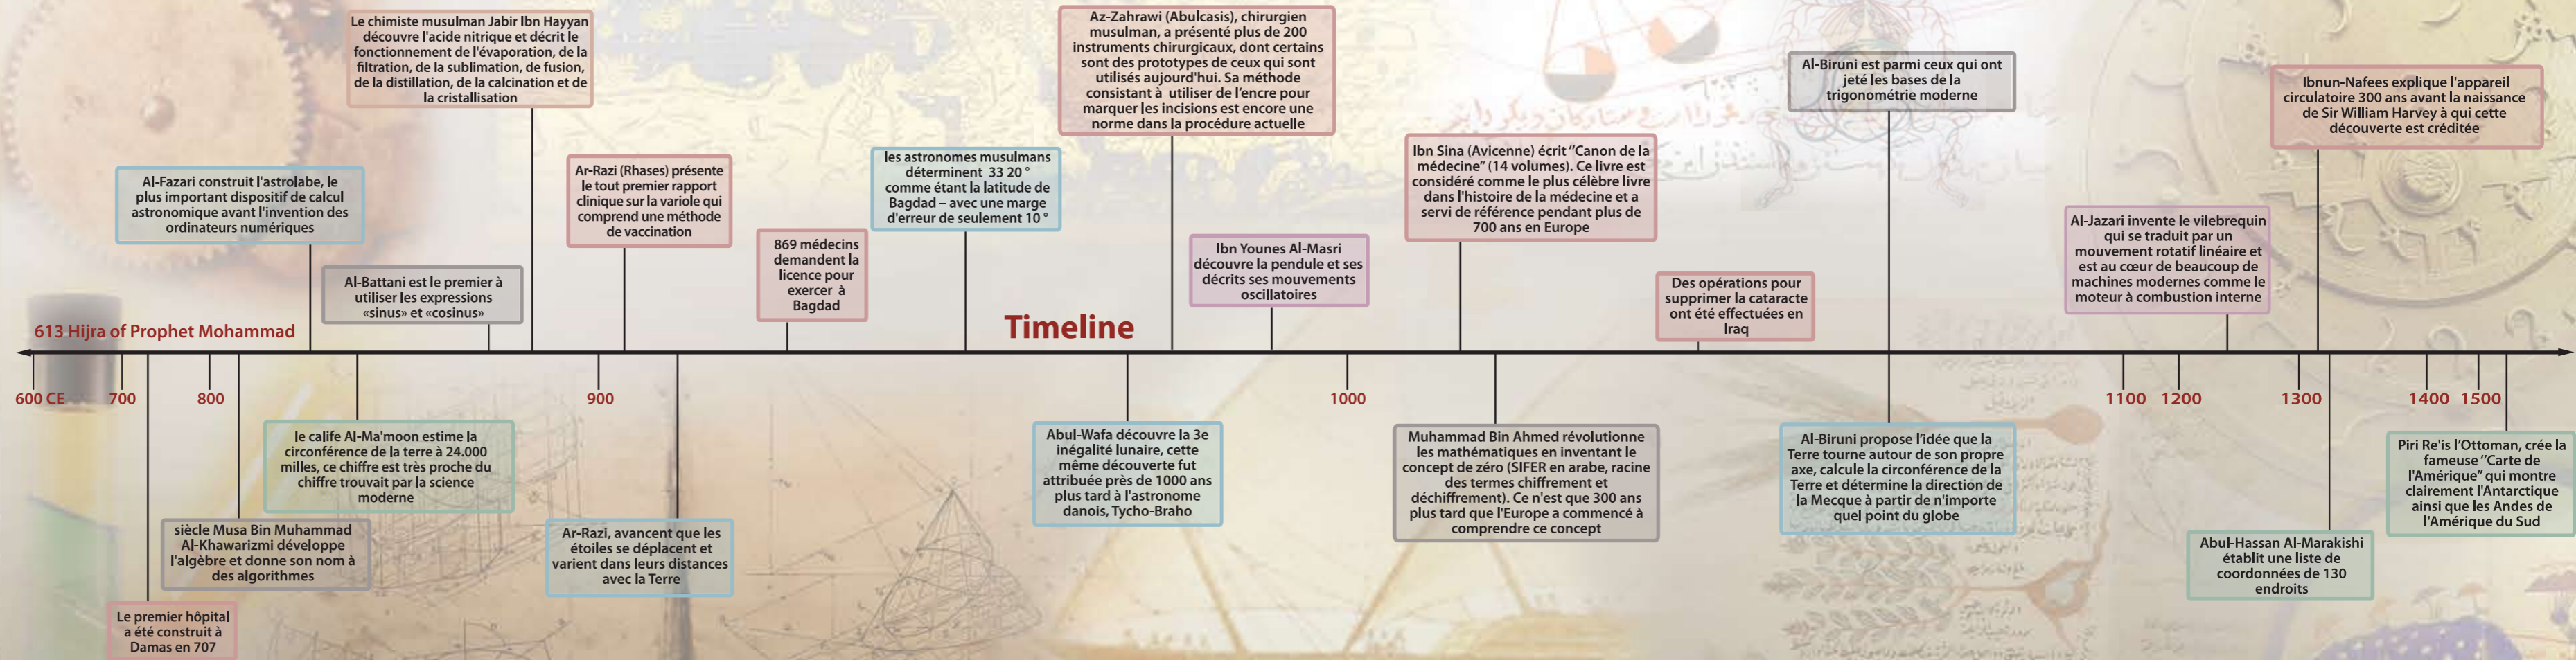 Le chimiste musulman Jabir Ibn Hayyan
découvre l'acide nitrique et décrit le
fonctionnement de l'évaporation, de la
filtration, de la sublimation, de fusion,
de la distillation, de la calcination et de
la cristallisation
Az-Zahrawi (Abulcasis), chirurgien
musulman, a présenté plus de 200
instruments chirurgicaux, dont certains
sont des prototypes de ceux qui sont
utilisés aujourd'hui. Sa méthode
consistant à utiliser de l'encre pour
marquer les incisions est encore une
norme dans la procédure actuelle
Al-Biruni est parmi ceux qui ont
jeté les bases de la
trigonométrie moderne
Ibnun-Nafees explique l'appareil
circulatoire 300 ans avant la naissance
de Sir William Harvey à qui cette
découverte est créditée
Al-Fazari construit l'astrolabe, le
plus important dispositif de calcul
astronomique avant l'invention des
ordinateurs numériques
Ar-Razi (Rhases) présente
le tout premier rapport
clinique sur la variole qui
comprend une méthode
de vaccination
les astronomes musulmans
déterminent 33 20 °
comme étant la latitude de
Bagdad – avec une marge
d'erreur de seulement 10 °
Ibn Sina (Avicenne) écrit "Canon de la
médecine" (14 volumes). Ce livre est
considéré comme le plus célèbre livre
dans l'histoire de la médecine et a
servi de référence pendant plus de
700 ans en Europe
Al-Battani est le premier à
utiliser les expressions
«sinus» et «cosinus»
869 médecins
demandent la
licence pour
exercer à
Bagdad
Ibn Younes Al-Masri
découvre la pendule et ses
décrits ses mouvements
oscillatoires
Des opérations pour
supprimer la cataracte
ont été effectuées en
Iraq
Al-Jazari invente le vilebrequin
qui se traduit par un
mouvement rotatif linéaire et
est au cœur de beaucoup de
machines modernes comme le
moteur à combustion interne
613 Hijra of Prophet Mohammad
Timeline
600 CE 700 800 900 1000 1100 1200 1300 1400 1500
le calife Al-Ma'moon estime la
circonférence de la terre à 24.000
milles, ce chiffre est très proche du
chiffre trouvait par la science
moderne
siècle Musa Bin Muhammad
Al-Khawarizmi développe
l'algèbre et donne son nom à
des algorithmes
Le premier hôpital
a été construit à
Damas en 707
Ar-Razi, avancent que les
étoiles se déplacent et
varient dans leurs distances
avec la Terre
Abul-Wafa découvre la 3e
inégalité lunaire, cette
même découverte fut
attribuée près de 1000 ans
plus tard à l'astronome
danois, Tycho-Braho
Muhammad Bin Ahmed révolutionne
les mathématiques en inventant le
concept de zéro (SIFER en arabe, racine
des termes chiffrement et
déchiffrement). Ce n'est que 300 ans
plus tard que l'Europe a commencé à
comprendre ce concept
Al-Biruni propose l'idée que la
Terre tourne autour de son propre
axe, calcule la circonférence de la
Terre et détermine la direction de
la Mecque à partir de n'importe
quel point du globe
Abul-Hassan Al-Marakishi
établit une liste de
coordonnées de 130
endroits
Piri Re'is l'Ottoman, crée la
fameuse "Carte de
l'Amérique" qui montre
clairement l'Antarctique
ainsi que les Andes de
l'Amérique du Sud